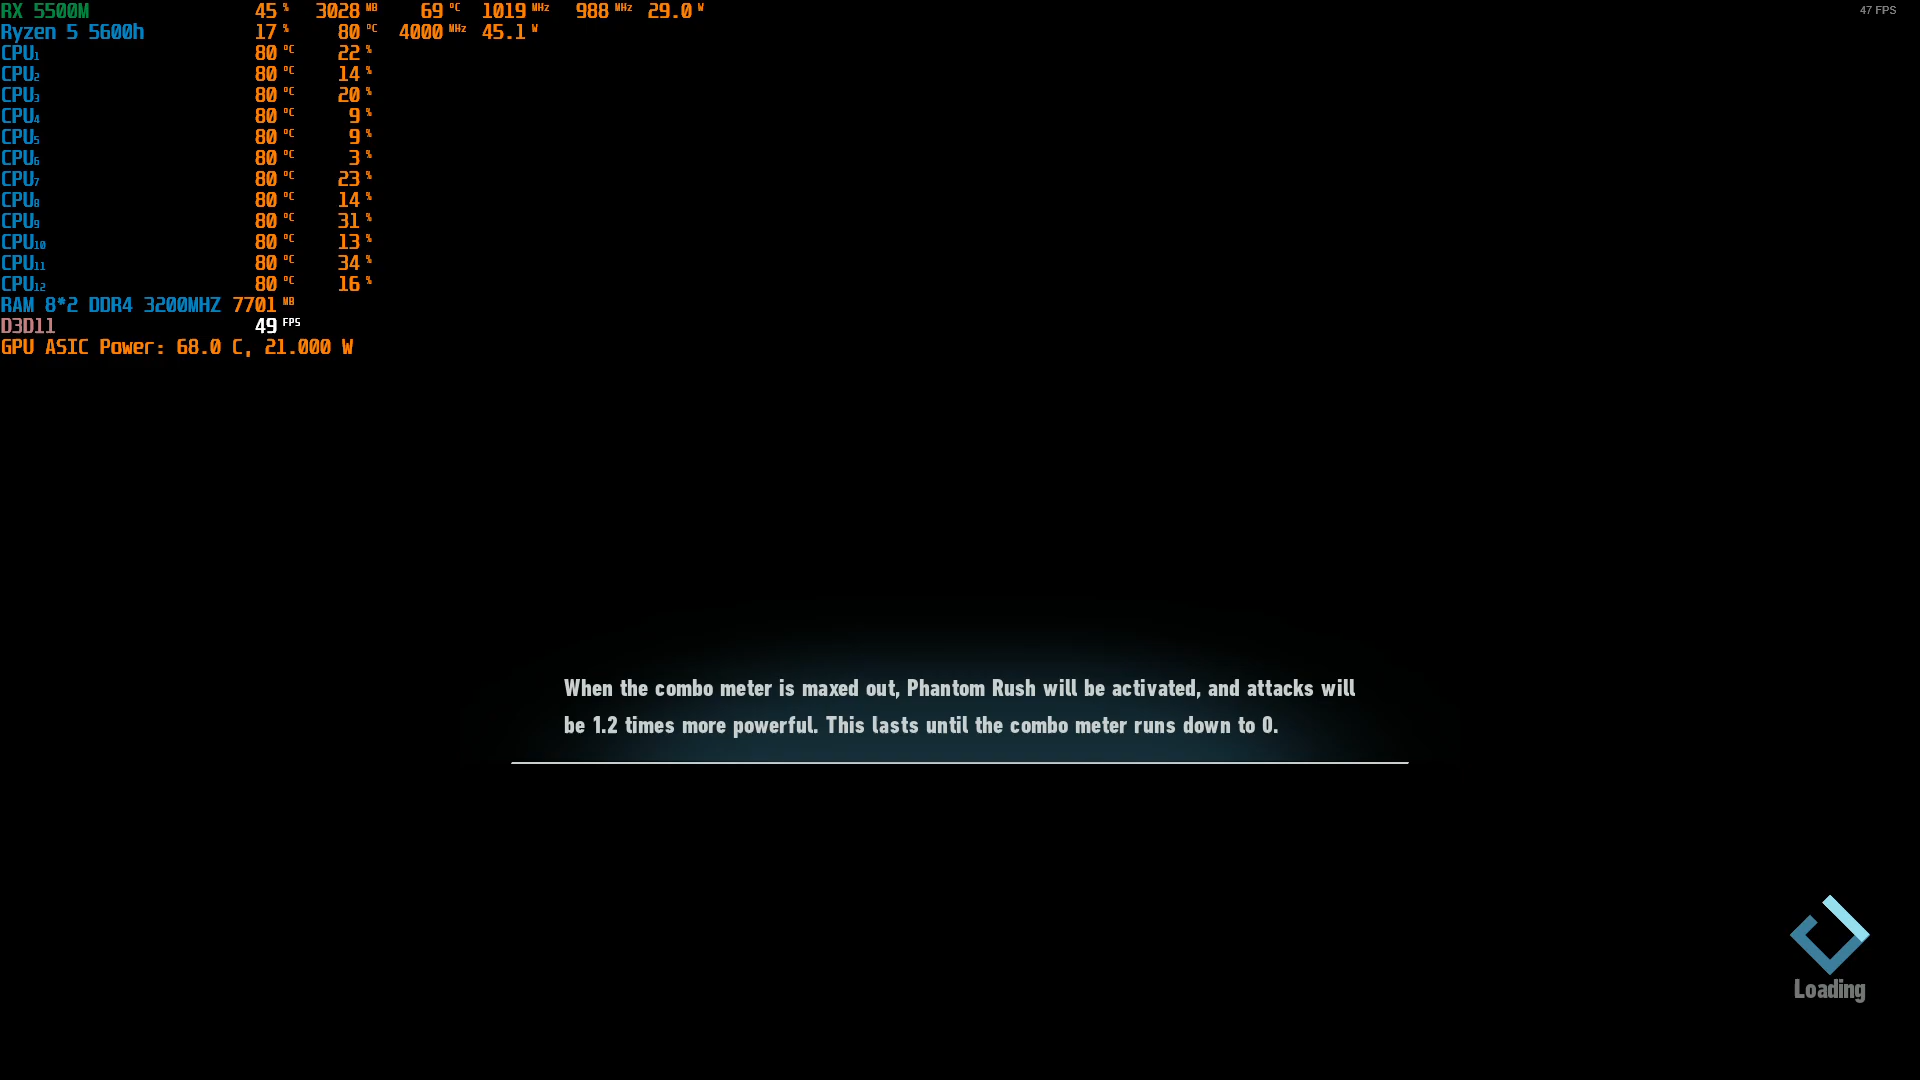 RX 5500M 45 % 3028 MB 69 °C 1019 MHz 988 MHz 29.0 W
47 FPS
Ryzen 5 5600h 17 % 80 °C 4000 MHz 45.1 W
CPU1 80 °C 22 %
CPU2 80 °C 14 %
CPU3 80 °C 20 %
CPU4 80 °C 9 %
CPU5 80 °C 9 %
CPU6 80 °C 3 %
CPU7 80 °C 23 %
CPU8 80 °C 14 %
CPU9 80 °C 31 %
CPU10 80 °C 13 %
CPU11 80 °C 34 %
CPU12 80 °C 16 %
RAM 8*2 DDR4 3200MHZ 7701 MB
D3D11 49 FPS
GPU ASIC Power: 68.0 C, 21.000 W
When the combo meter is maxed out, Phantom Rush will be activated, and attacks will
be 1.2 times more powerful. This lasts until the combo meter runs down to 0.
Loading